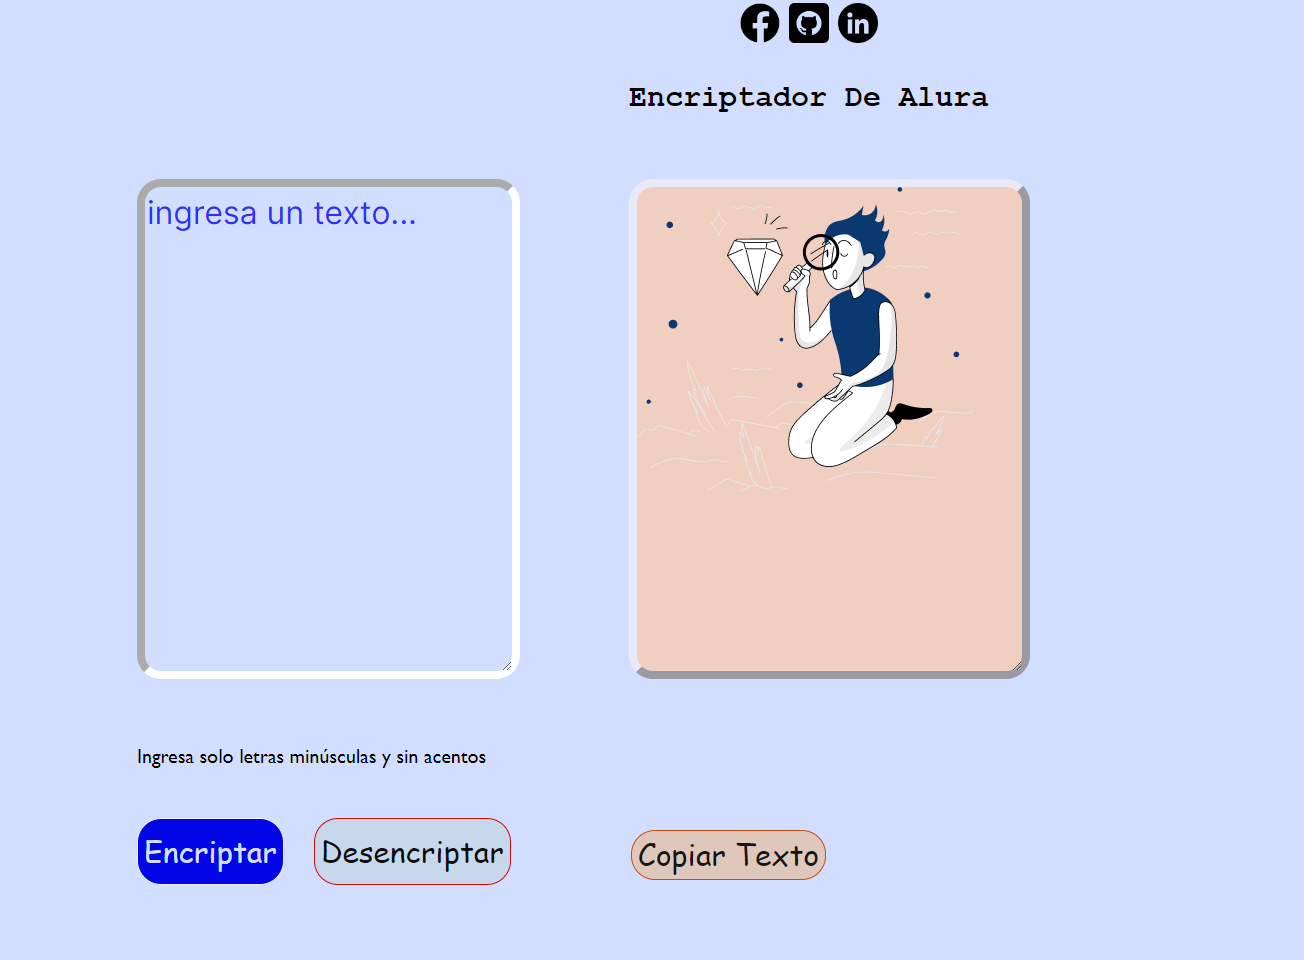 Encriptador De Alura
ingresa un texto...
Ingresa solo letras minúsculas y sin acentos
Encriptar
Desencriptar
Copiar Texto